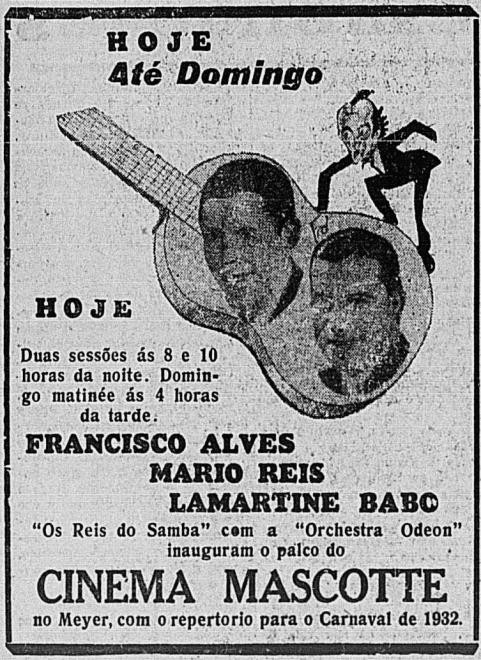 HOJE
Até Domingo
HOJE
Duas sessões ás 8 e 10
horas da noite. Domin-
go matinée ás 4 horas
da tarde.
FRANCISCO ALVES
MARIO REIS
LAMARTINE BABO
"Os Reis do Samba" com a "Orchestra Odeon"
inauguram o palco do
CINEMA MASCOTTE
no Meyer, com o repertorio para o Carnaval de 1932.